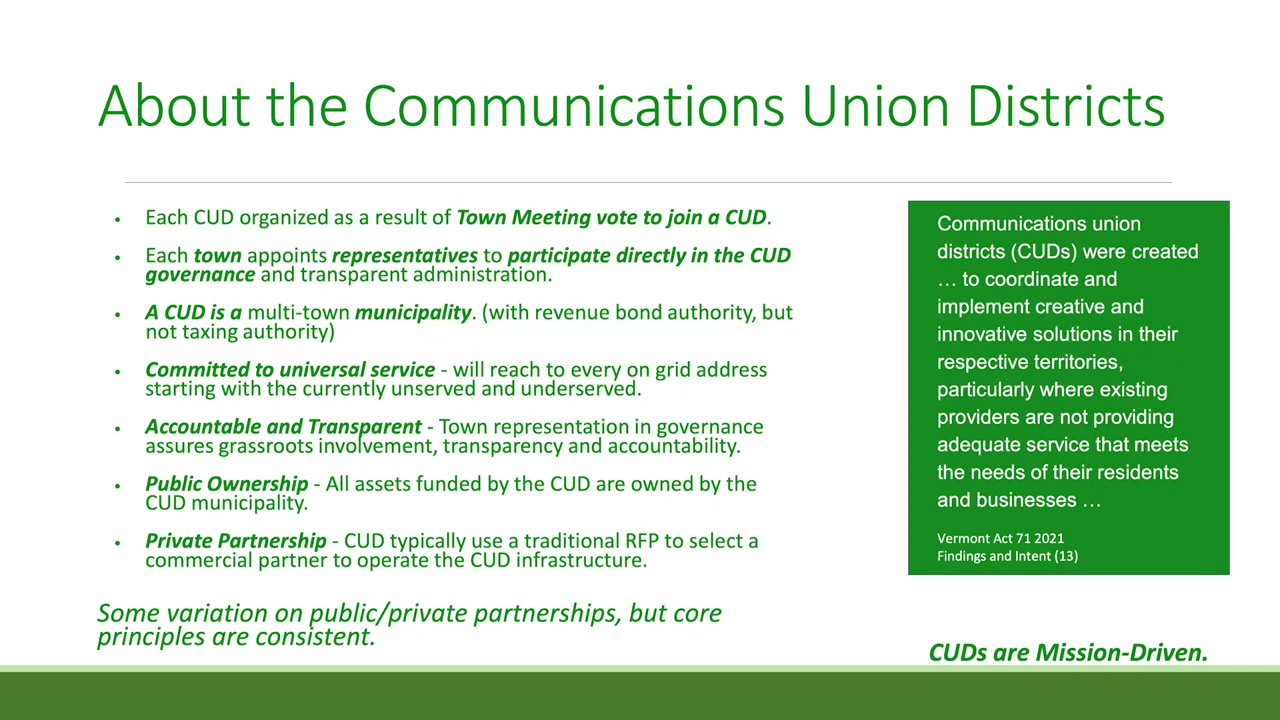 About the Communications Union Districts
• Each CUD organized as a result of Town Meeting vote to join a CUD.
• Each town appoints representatives to participate directly in the CUD
governance and transparent administration.
• A CUD is a multi-town municipality. (with revenue bond authority, but
not taxing authority)
• Committed to universal service - will reach to every on grid address
starting with the currently unserved and underserved.
• Accountable and Transparent - Town representation in governance
assures grassroots involvement, transparency and accountability.
• Public Ownership - All assets funded by the CUD are owned by the
CUD municipality.
• Private Partnership - CUD typically use a traditional RFP to select a
commercial partner to operate the CUD infrastructure.
Some variation on public/private partnerships, but core
principles are consistent.
Communications union
districts (CUDs) were created
… to coordinate and
implement creative and
innovative solutions in their
respective territories,
particularly where existing
providers are not providing
adequate service that meets
the needs of their residents
and businesses …
Vermont Act 71 2021
Findings and Intent (13)
CUDs are Mission-Driven.